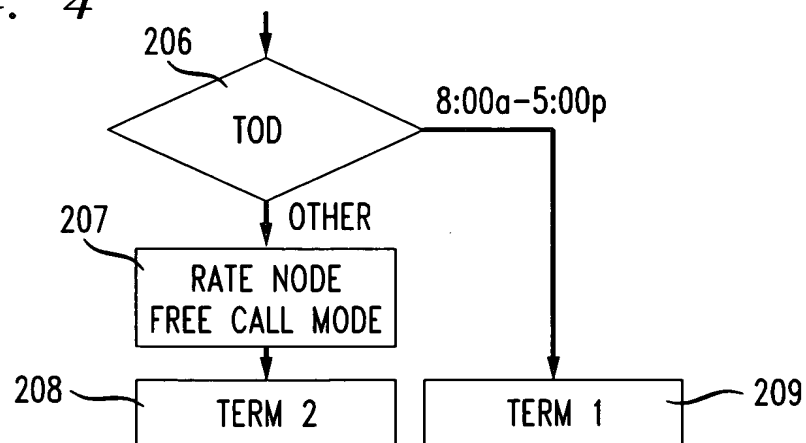 4
206
8:00a-5:00p
TOD
OTHER
207
RATE NODE
FREE CALL MODE
208
TERM 2
TERM 1
209